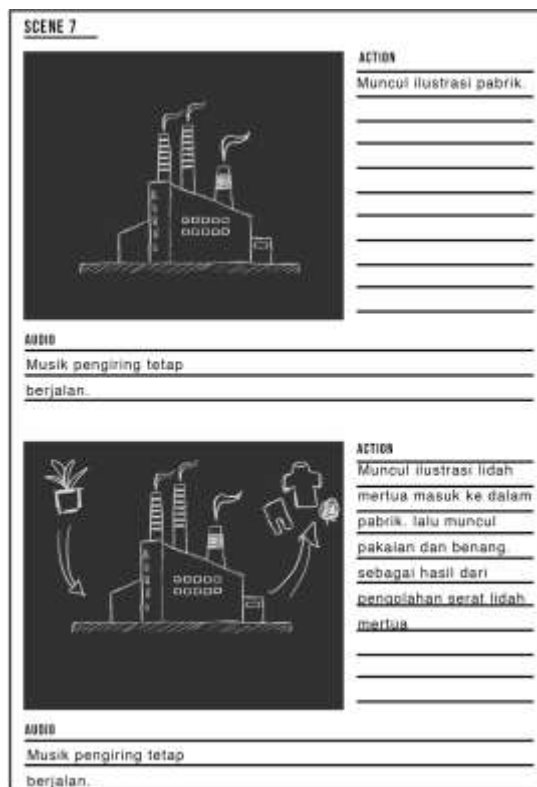 SCENE 7
ACTION
Muncul ilustrasi pabrik.
AUDIO
Musik pengiring tetap
berjalan.
ACTION
Muncul ilustrasi lidah
mertua masuk ke dalam
pabrik. lalu muncul
pakaian dan benang
sebagai hasil dari
pengolahan serat lidah
mertua
AUDIO
Musik pengiring tetap
berjalan.